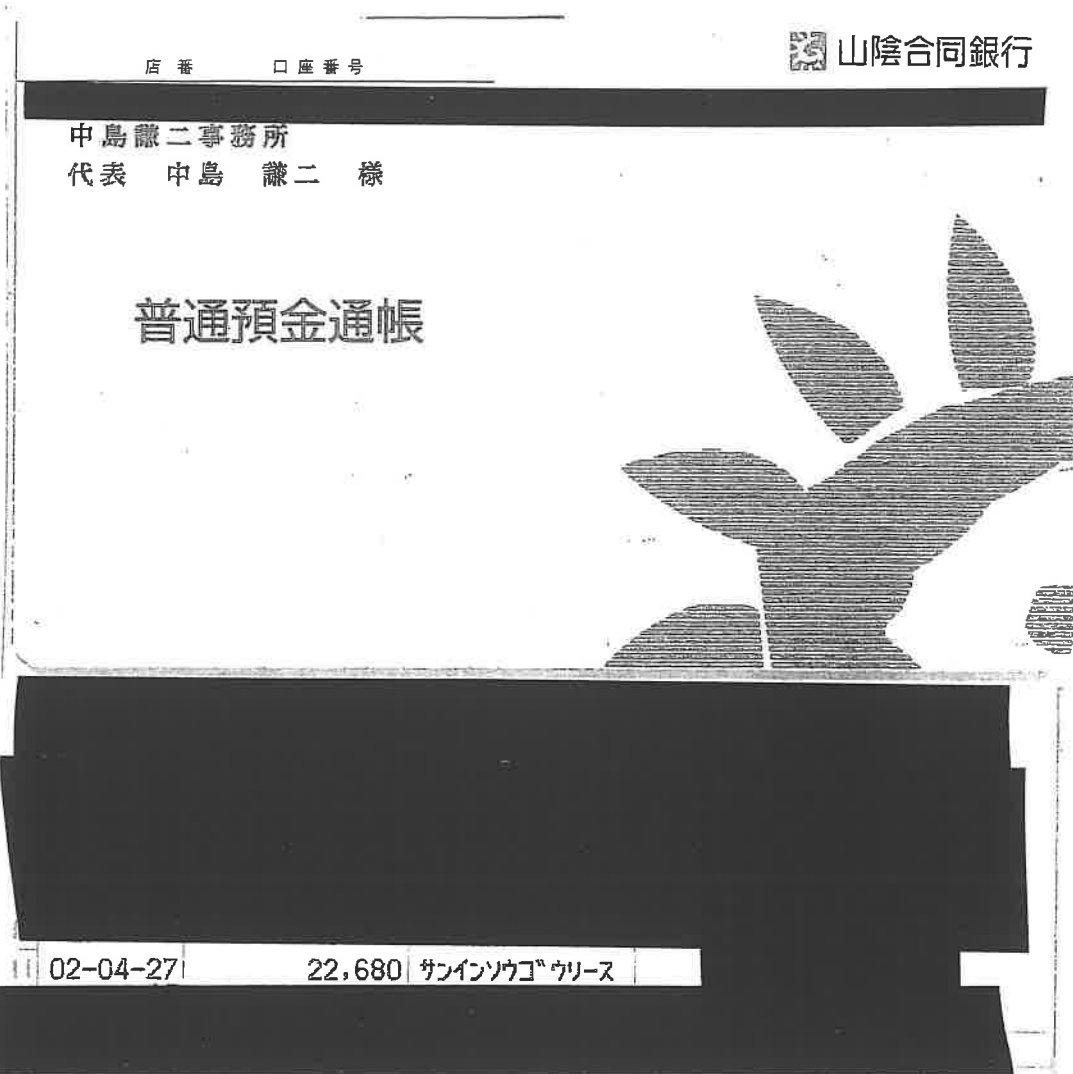 山陰合同銀行
店番 口座番号
中島謙二事務所
代表 中島 謙二 様
普通預金通帳
11 02-04-27 22,680 サンインソウゴウリース